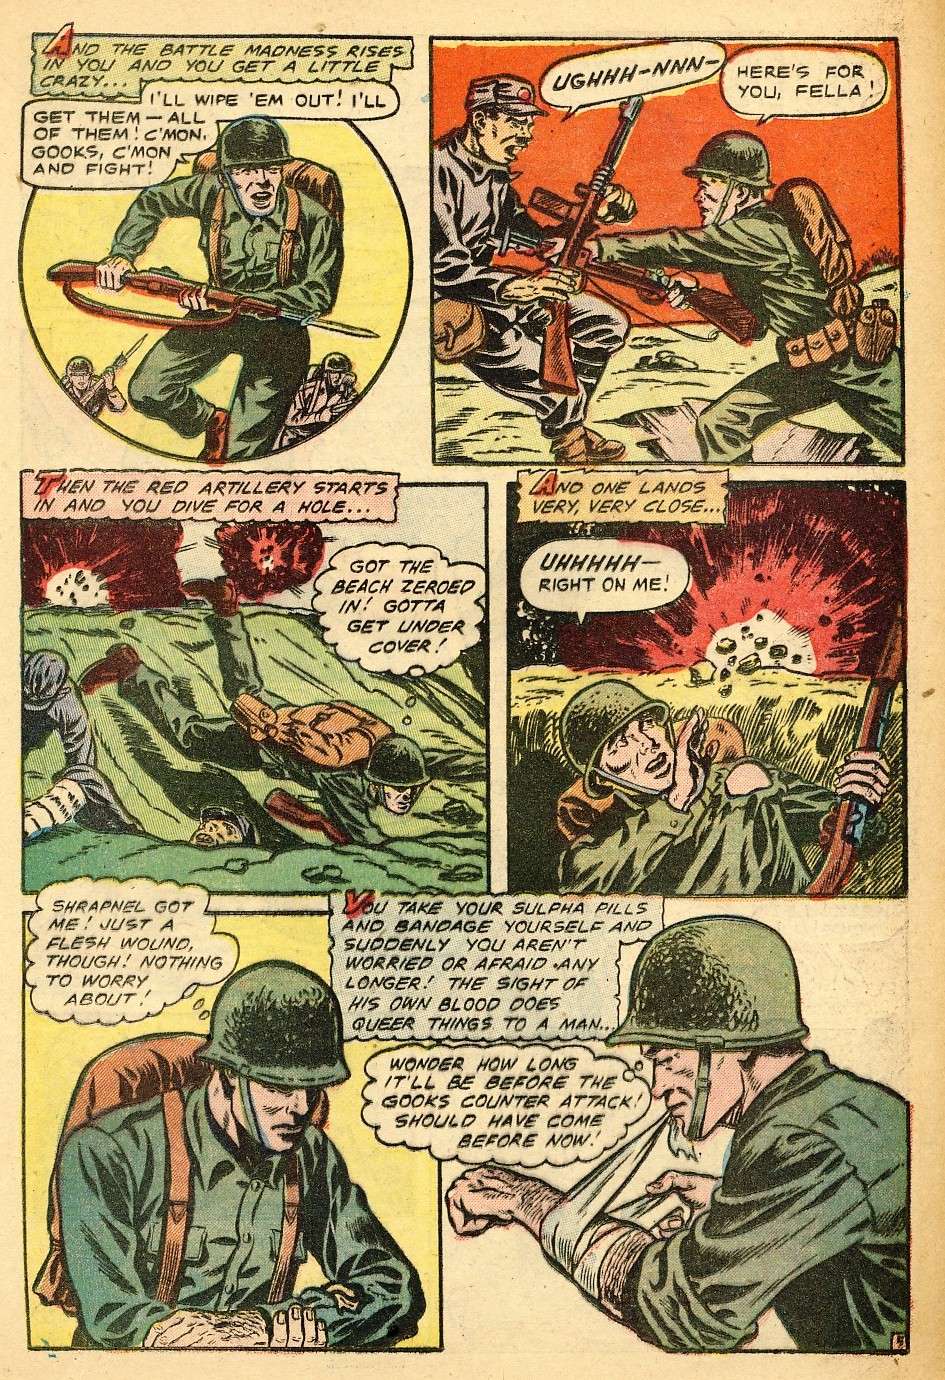 AND THE BATTLE MADNESS RISES
IN YOU AND YOU GET A LITTLE
CRAZY...
I'LL WIPE 'EM OUT! I'LL
GET THEM — ALL
OF THEM! C'MON,
GOOKS, C'MON
AND FIGHT!
UGHHH-NNN-
HERE'S FOR
YOU, FELLA!
THEN THE RED ARTILLERY STARTS
IN AND YOU DIVE FOR A HOLE...
GOT THE
BEACH ZEROED
IN! GOTTA
GET UNDER
COVER!
AND ONE LANDS
VERY, VERY CLOSE...
UHHHHH—
RIGHT ON ME!
SHRAPNEL GOT
ME! JUST A
FLESH WOUND,
THOUGH! NOTHING
TO WORRY
ABOUT!
YOU TAKE YOUR SULPHA PILLS
AND BANDAGE YOURSELF AND
SUDDENLY YOU AREN'T
WORRIED OR AFRAID ANY
LONGER! THE SIGHT OF
HIS OWN BLOOD DOES
QUEER THINGS TO A MAN...
WONDER HOW LONG
IT'LL BE BEFORE THE
GOOKS COUNTER ATTACK!
SHOULD HAVE COME
BEFORE NOW!